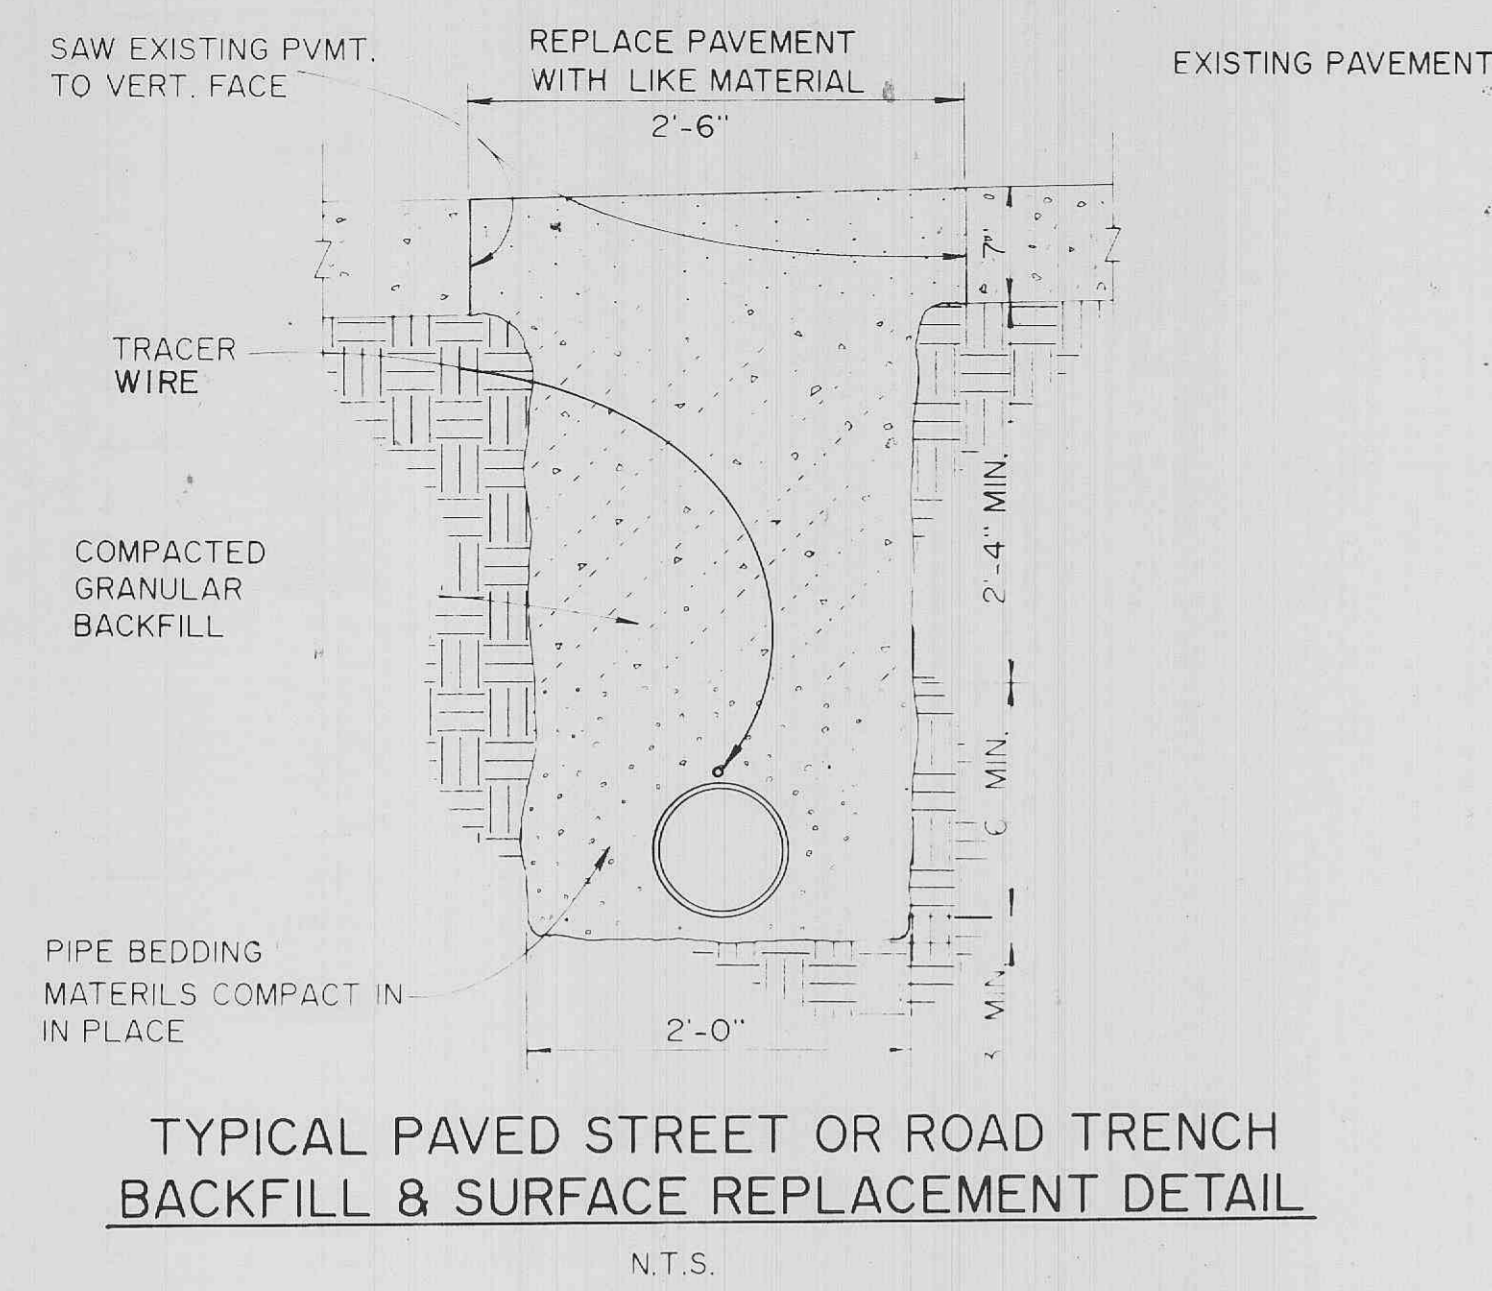 SAW EXISTING PVMT.
TO VERT. FACE
REPLACE PAVEMENT
WITH LIKE MATERIAL
2'-6"
EXISTING PAVEMENT
7"
TRACER
WIRE
2'-4" MIN.
COMPACTED
GRANULAR
BACKFILL
MIN.
PIPE BEDDING
MATERILS COMPACT IN
IN PLACE
MIN.
2'-0"
TYPICAL PAVED STREET OR ROAD TRENCH
BACKFILL & SURFACE REPLACEMENT DETAIL
N.T.S.